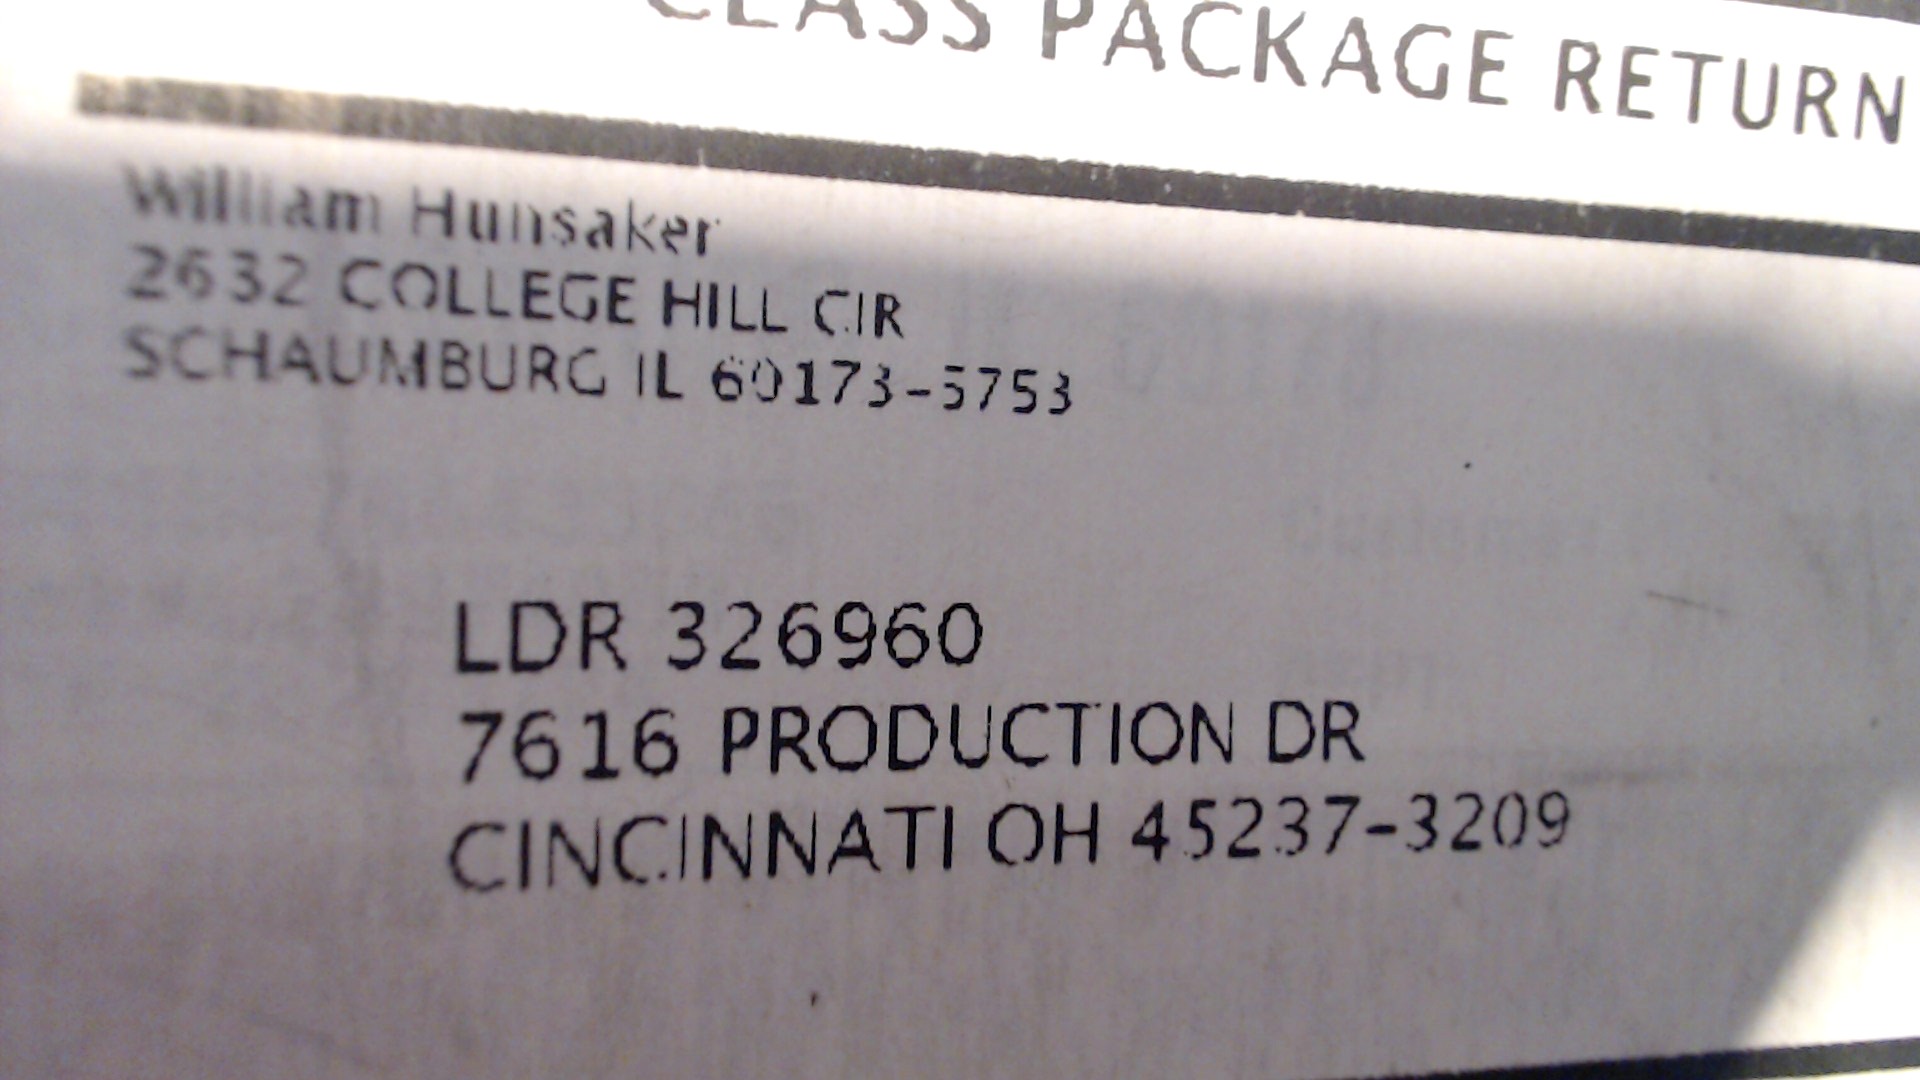 CLASS PACKAGE RETURN
William Hunsaker
2632 COLLEGE HILL CIR
SCHAUMBURG IL 60173-5753
LDR 326960
7616 PRODUCTION DR
CINCINNATI OH 45237-3209